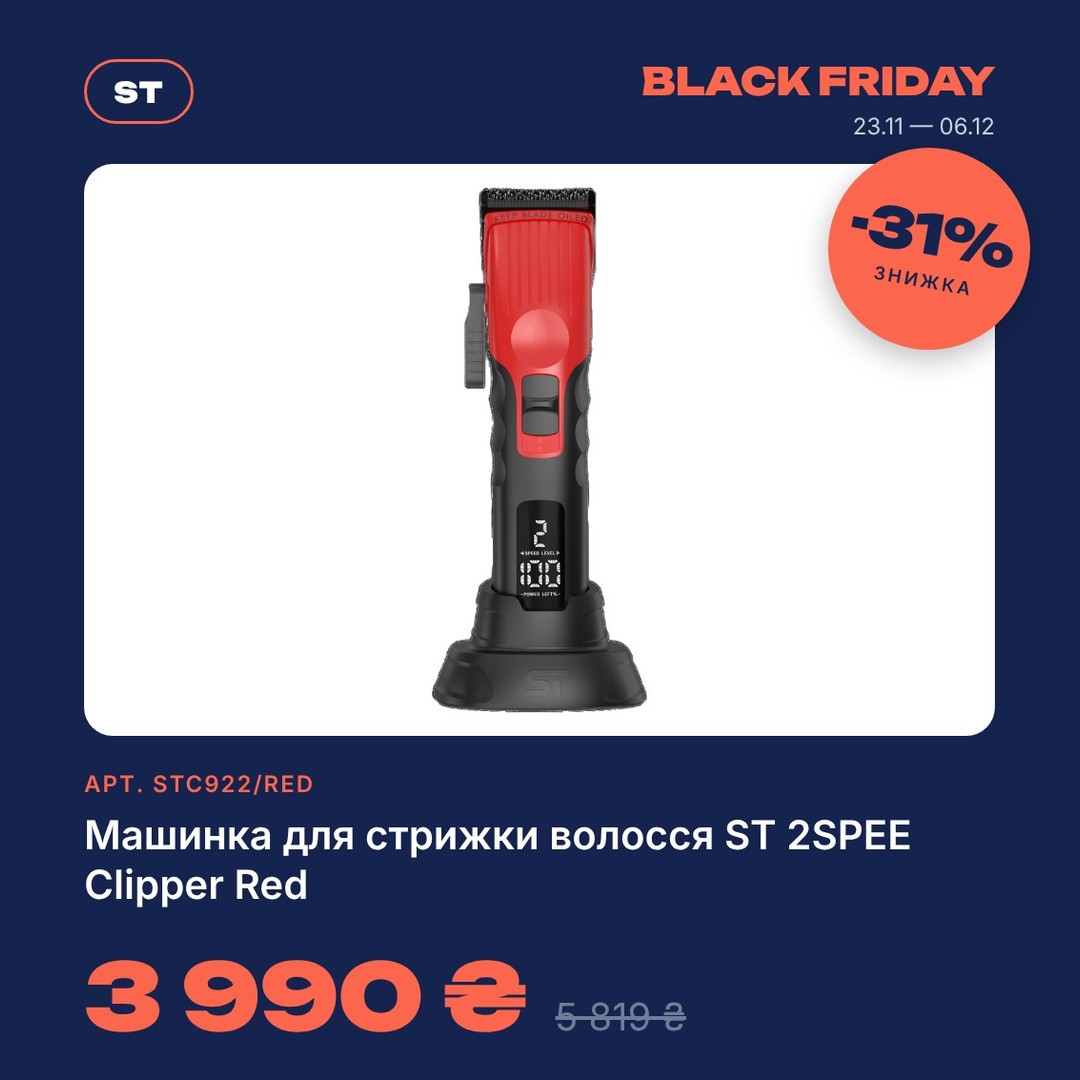 ST
BLACK FRIDAY
23.11 — 06.12
-31%
ЗНИЖКА
KEEP BLADE OILED
2
SPEED LEVEL
100
POWER LEFT%
ST
АРТ. STC922/RED
Машинка для стрижки волосся ST 2SPEE
Clipper Red
3 990 ₴
5 819 ₴